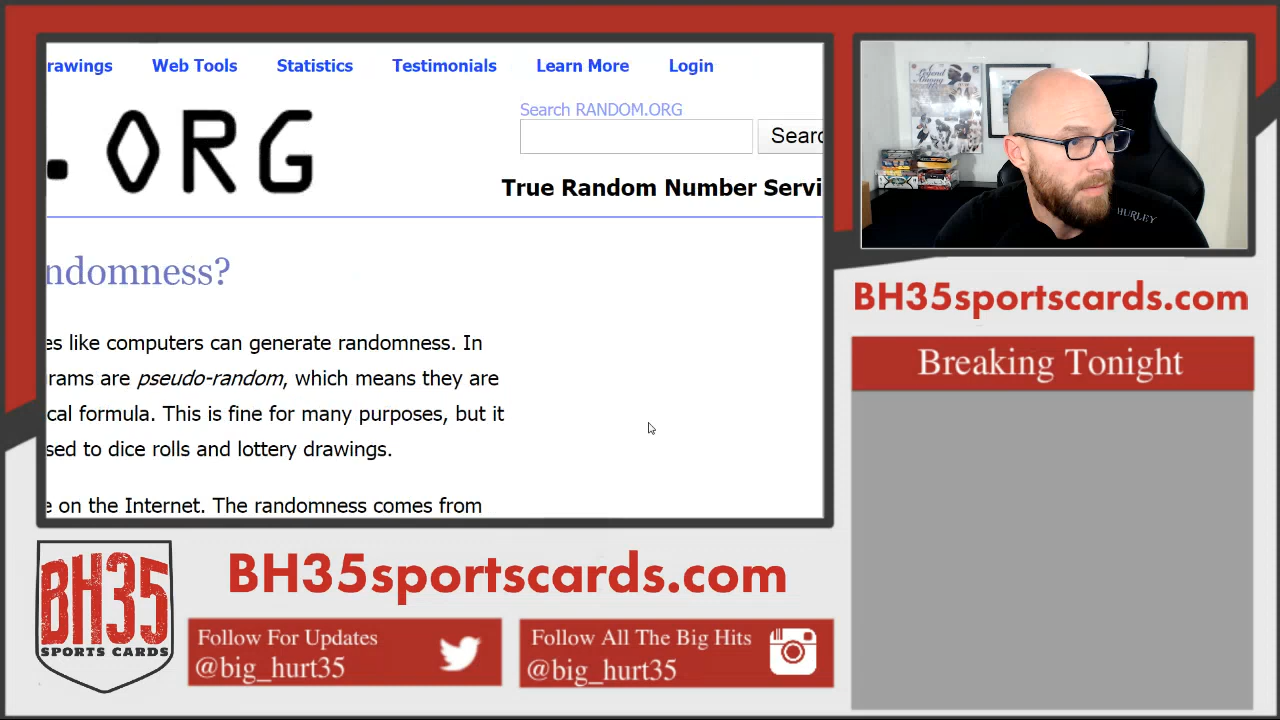 rawings Web Tools Statistics Testimonials Learn More Login
.ORG
Search RANDOM.ORG
Searc
True Random Number Servi
ndomness?
es like computers can generate randomness. In
rams are pseudo-random, which means they are
cal formula. This is fine for many purposes, but it
sed to dice rolls and lottery drawings.
e on the Internet. The randomness comes from
HURLEY
BH35sportscards.com
Breaking Tonight
BH35
SPORTS CARDS
BH35sportscards.com
Follow For Updates
@big_hurt35
Follow All The Big Hits
@big_hurt35